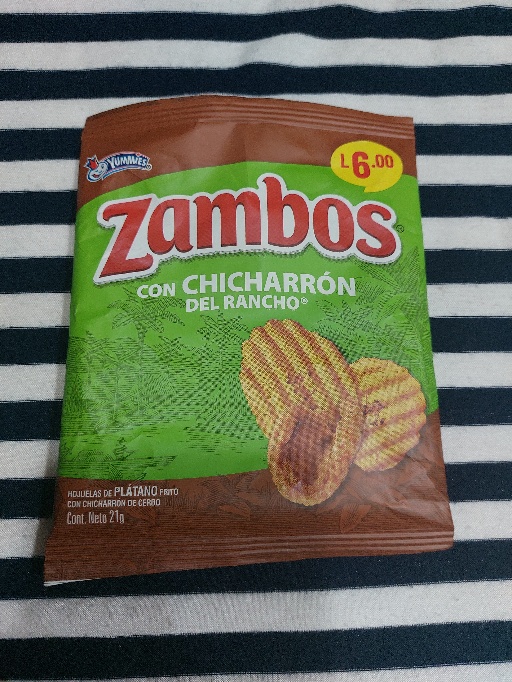 YUMMIES
L6.00
Zambos
CON CHICHARRÓN
DEL RANCHO®
HOJUELAS DE PLÁTANO FRITO
CON CHICHARRÓN DE CERDO
Cont. Neto 21g